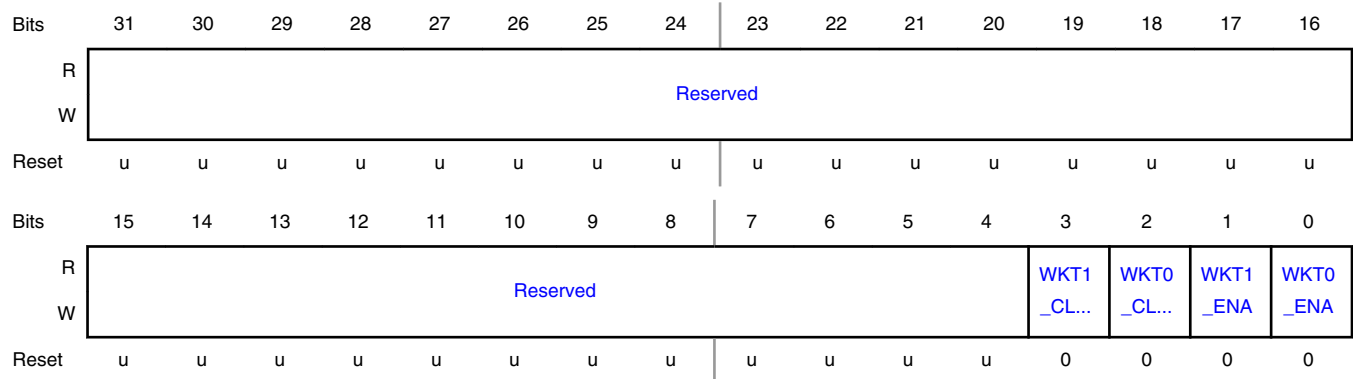 Bits 31 30 29 28 27 26 25 24 23 22 21 20 19 18 17 16
R
Reserved
W
Reset u u u u u u u u u u u u u u u u
Bits 15 14 13 12 11 10 9 8 7 6 5 4 3 2 1 0
R
Reserved
WKT1 WKT0 WKT1 WKT0
_CL... _CL... _ENA _ENA
W
Reset u u u u u u u u u u u u 0 0 0 0